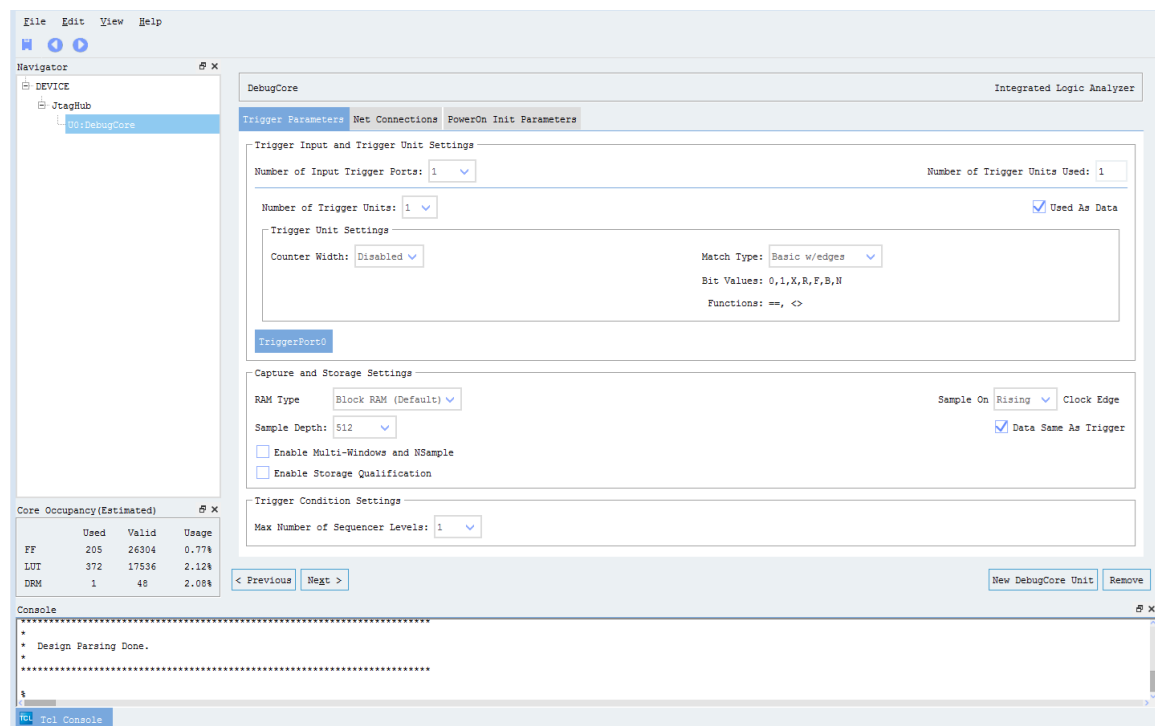 File Edit View Help
Navigator
DEVICE
JtagHub
U0:DebugCore
DebugCore Integrated Logic Analyzer
Trigger Parameters Net Connections PowerOn Init Parameters
Trigger Input and Trigger Unit Settings
Number of Input Trigger Ports: 1 Number of Trigger Units Used: 1
Number of Trigger Units: 1 Used As Data
Trigger Unit Settings
Counter Width: Disabled Match Type: Basic w/edges
Bit Values: 0,1,X,R,F,B,N
Functions: ==, <>
TriggerPort0
Capture and Storage Settings
RAM Type Block RAM (Default) Sample On Rising Clock Edge
Sample Depth: 512 Data Same As Trigger
Enable Multi-Windows and NSample
Enable Storage Qualification
Trigger Condition Settings
Max Number of Sequencer Levels: 1
Core Occupancy(Estimated)
Used Valid Usage
FF 205 26304 0.77%
LUT 372 17536 2.12%
DRM 1 48 2.08%
< Previous Next > New DebugCore Unit Remove
Console
**************************************************************************
*
* Design Parsing Done.
*
**************************************************************************
%
TCL Tcl Console